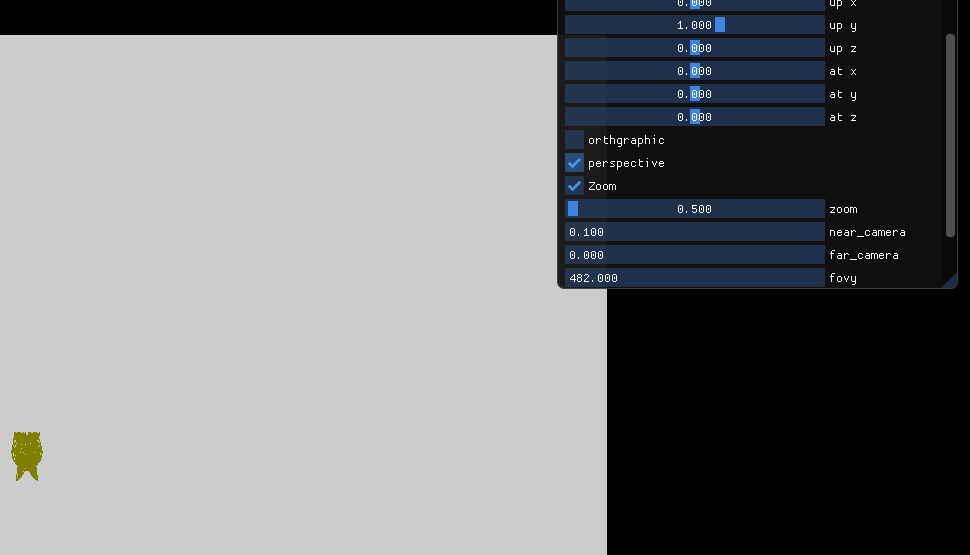 0.000 up x
1.000 up y
0.000 up z
0.000 at x
0.000 at y
0.000 at z
orthgraphic
perspective
Zoom
0.500 zoom
0.100 near_camera
0.000 far_camera
482.000 fovy